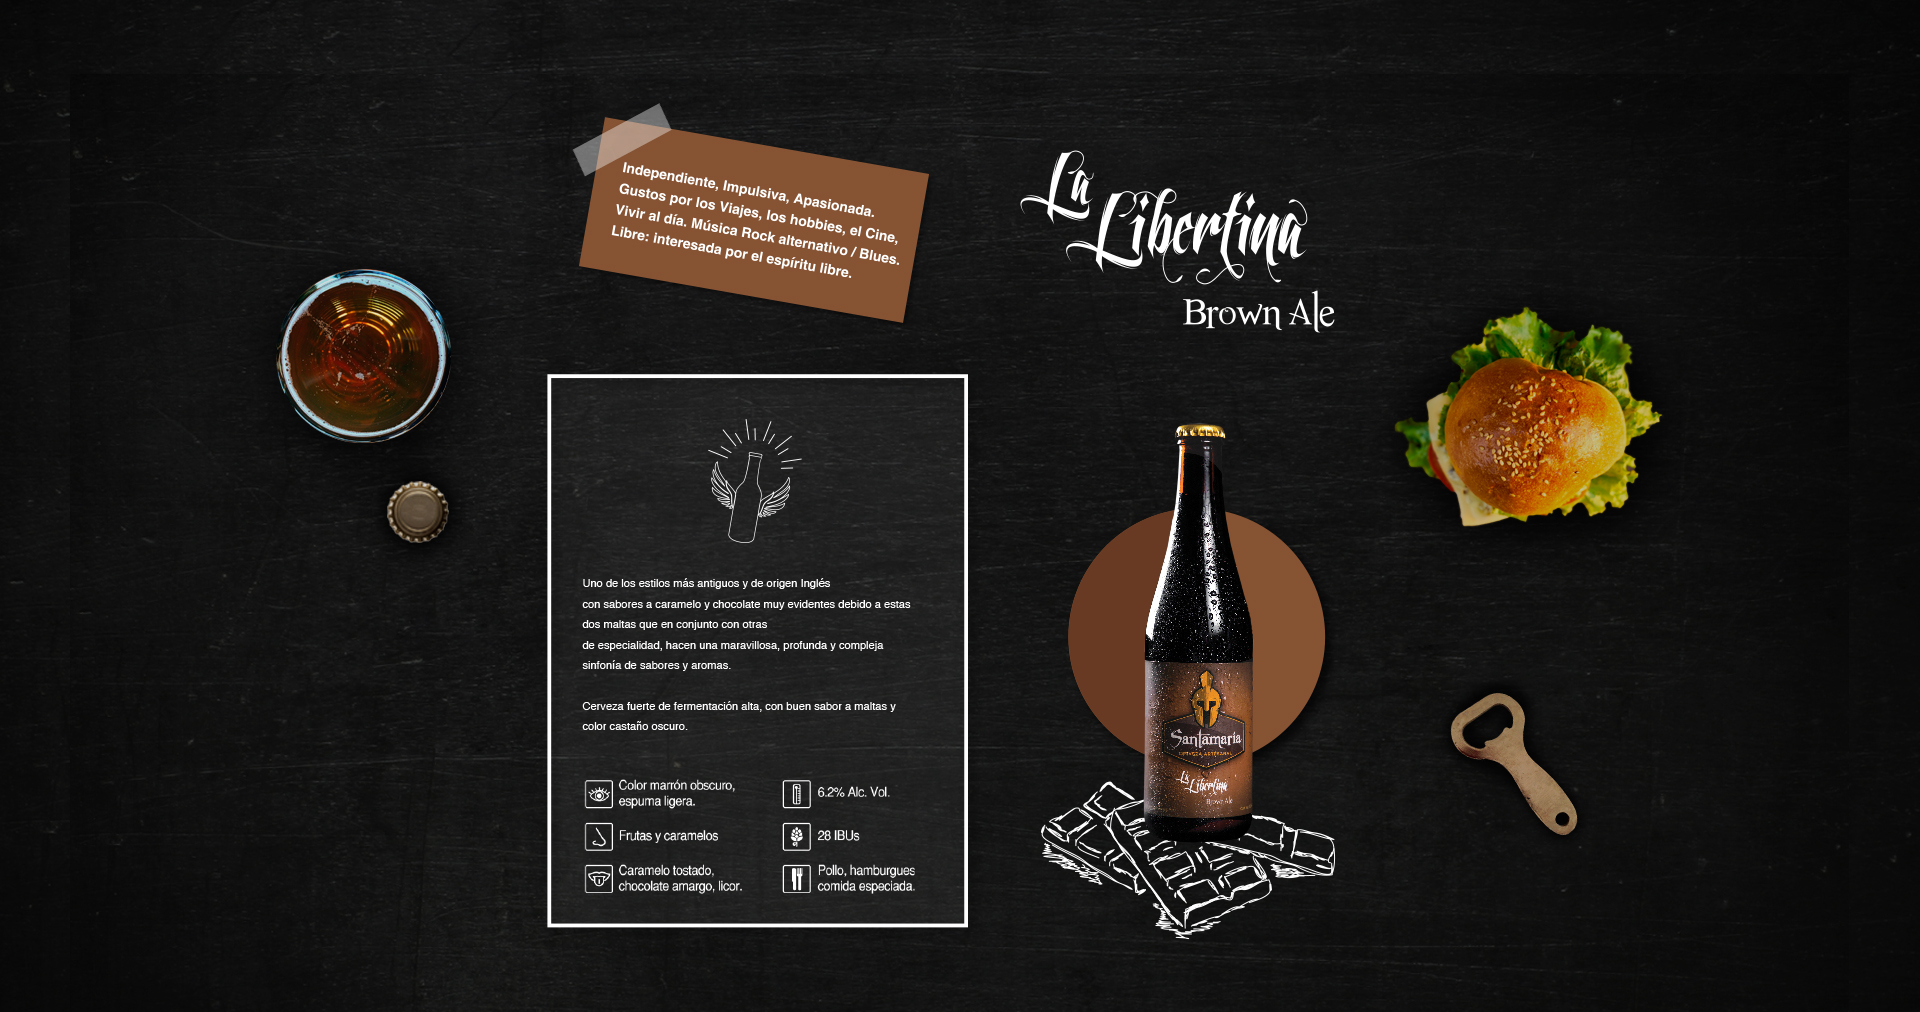 Independiente, Impulsiva, Apasionada.
Gustos por los Viajes, los hobbies, el Cine,
Vivir al día. Música Rock alternativo / Blues.
Libre: interesada por el espíritu libre.
La
Libertina
Brown Ale
Uno de los estilos más antiguos y de origen Inglés
con sabores a caramelo y chocolate muy evidentes debido a estas
dos maltas que en conjunto con otras
de especialidad, hacen una maravillosa, profunda y compleja
sinfonía de sabores y aromas.
Cerveza fuerte de fermentación alta, con buen sabor a maltas y
color castaño oscuro.
Color marrón obscuro,
espuma ligera.
6.2% Alc. Vol.
Frutas y caramelos
28 IBUs
Caramelo tostado,
chocolate amargo, licor.
Pollo, hamburgues
comida especiada.
Santamaría
CERVEZA ARTESANAL
La
Libertina
Brown Ale